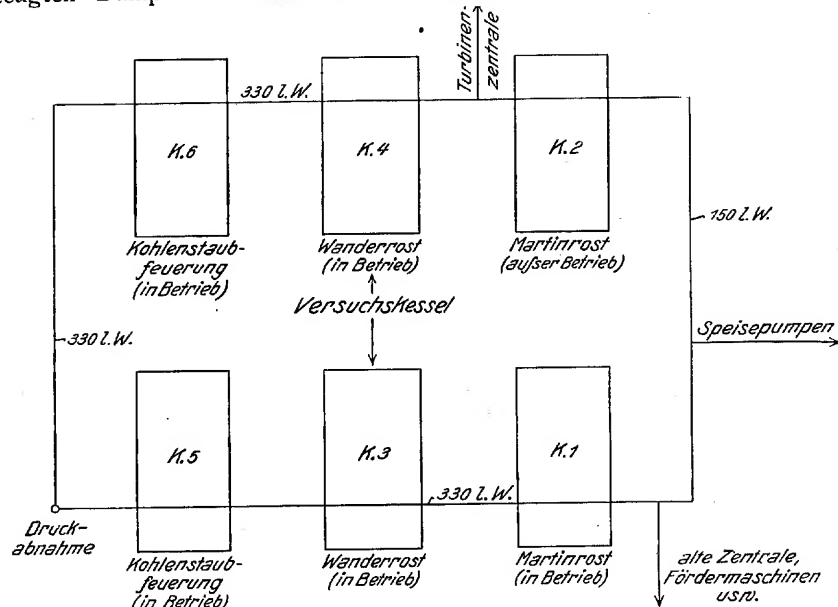 Turbinen-
zentrale
330 l.W.
K.6
K.4
K.2
150 l.W.
Kohlenstaub-
feuerung
(in Betrieb)
Wanderrost
(in Betrieb)
Martinrost
(außer Betrieb)
Versuchskessel
330 l.W.
Speisepumpen
K.5
K.3
K.1
330 l.W.
Druck-
abnahme
Kohlenstaub-
feuerung
(in Betrieb)
Wanderrost
(in Betrieb)
Martinrost
(in Betrieb)
alte Zentrale,
Fördermaschinen
usw.